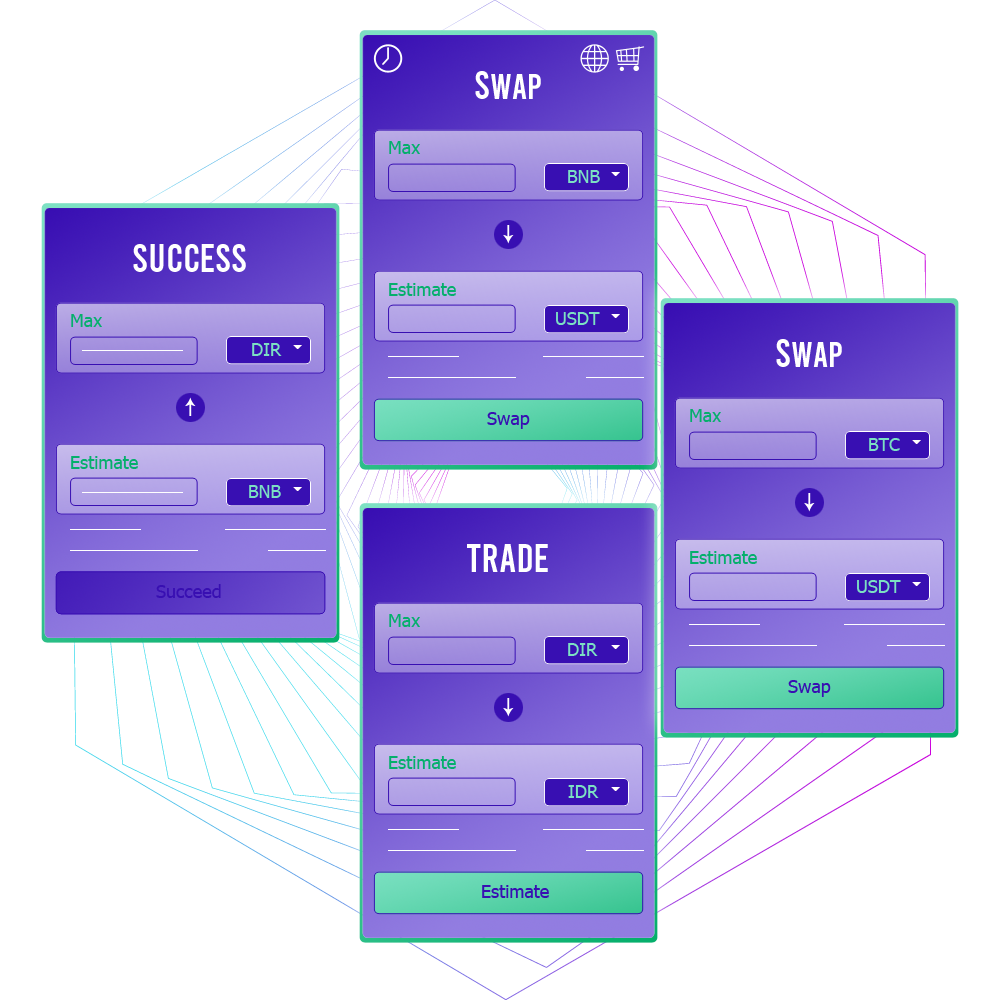 Swap
Max
BNB
Estimate
USDT
Swap
SUCCESS
Max
DIR
Estimate
BNB
Succeed
Swap
Max
BTC
Estimate
USDT
Swap
TRADE
Max
DIR
Estimate
IDR
Estimate